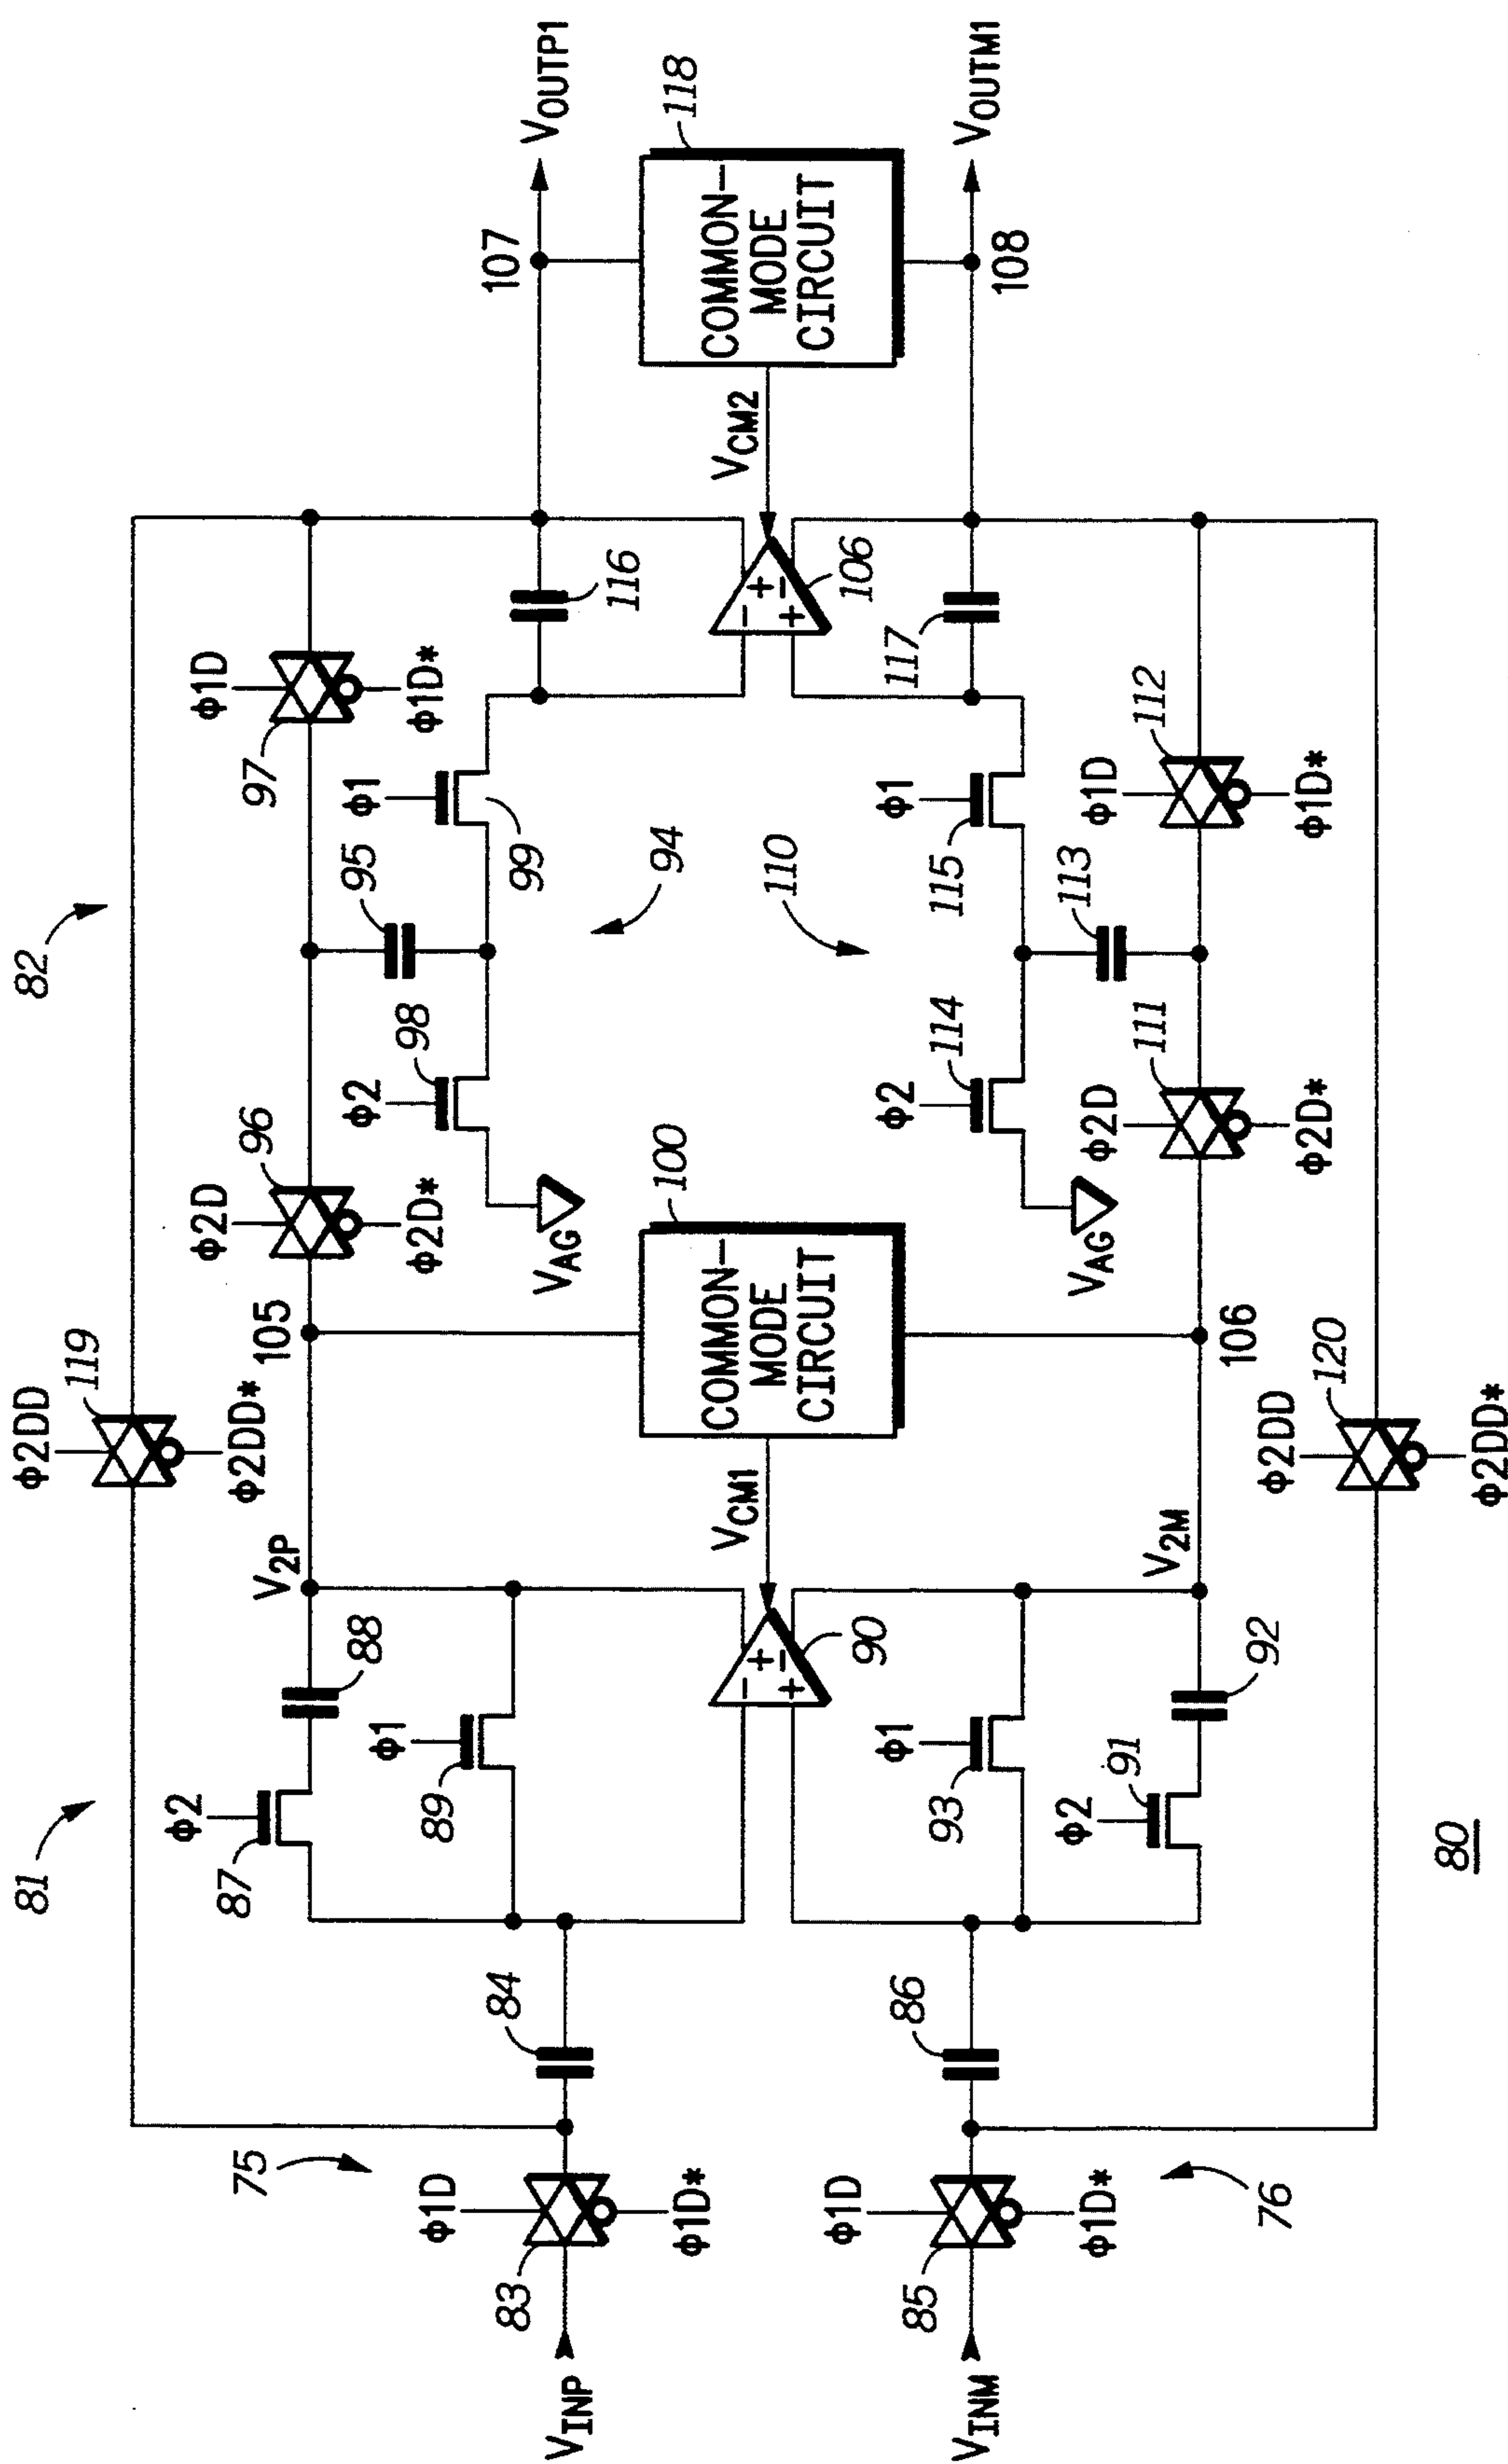 81
82
ϕ2DD
119
ϕ2DD*
ϕ2
87
88
V2P
105
ϕ2D
96
ϕ2D*
ϕ1D
97
ϕ1D*
ϕ1
89
ϕ2
98
95
ϕ1
99
94
VAG
116
107
VOUTP1
75
ϕ1D
83
ϕ1D*
VINP
84
90
- +
+ -
VCM1
COMMON-
MODE
CIRCUIT
100
- +
+ -
106
VCM2
COMMON-
MODE
CIRCUIT
118
ϕ1D
85
ϕ1D*
VINM
86
76
ϕ1
93
ϕ2
91
92
V2M
106
ϕ2
114
VAG
110
ϕ1
115
113
117
108
VOUTM1
ϕ2D
111
ϕ2D*
ϕ1D
112
ϕ1D*
ϕ2DD
120
ϕ2DD*
80